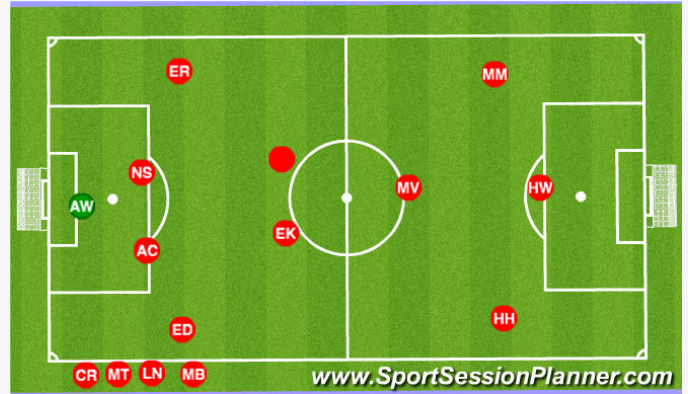 ER
MM
NS
MV
HW
AW
EK
AC
HH
ED
CR MT LN MB
www.SportSessionPlanner.com